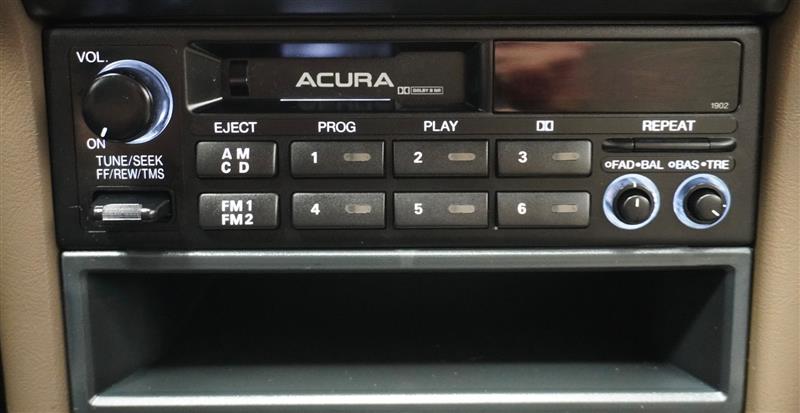 VOL.
ACURA
DOLBY B NR
1902
ON
EJECT PROG PLAY REPEAT
TUNE/SEEK
FF/REW/TMS
AM
CD
1 2 3
FAD•BAL BAS•TRE
FM1
FM2
4 5 6